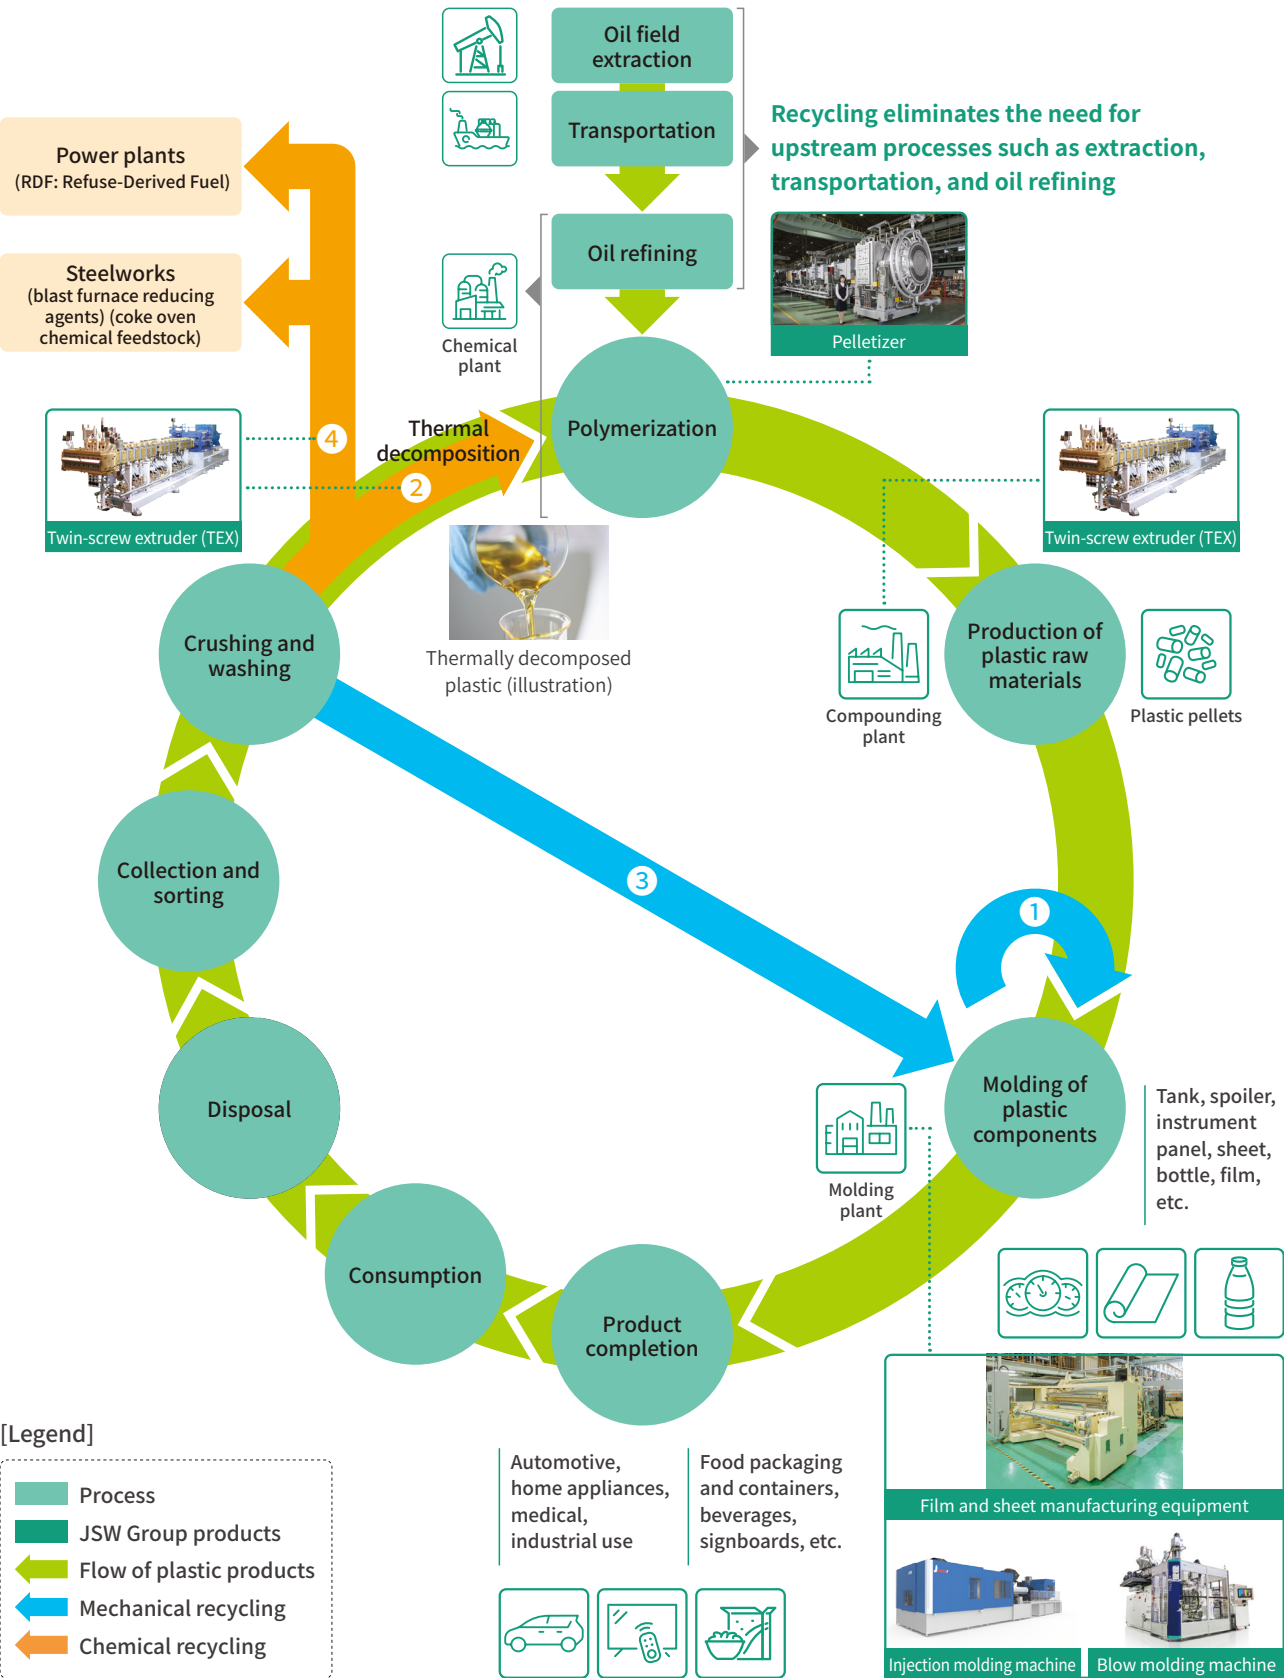 Oil field
extraction
Transportation
Recycling eliminates the need for
upstream processes such as extraction,
transportation, and oil refining
Power plants
(RDF: Refuse-Derived Fuel)
Oil refining
Steelworks
(blast furnace reducing
agents) (coke oven
chemical feedstock)
Chemical
plant
Pelletizer
Polymerization
Thermal
decomposition
4
2
Twin-screw extruder (TEX)
Twin-screw extruder (TEX)
Crushing and
washing
Thermally decomposed
plastic (illustration)
Production of
plastic raw
materials
Compounding
plant
Plastic pellets
Collection and
sorting
3
1
Disposal
Molding of
plastic
components
Tank, spoiler,
instrument
panel, sheet,
bottle, film,
etc.
Molding
plant
Consumption
Product
completion
[Legend]
Process
JSW Group products
Flow of plastic products
Mechanical recycling
Chemical recycling
Automotive,
home appliances,
medical,
industrial use
Food packaging
and containers,
beverages,
signboards, etc.
Film and sheet manufacturing equipment
Injection molding machine
Blow molding machine